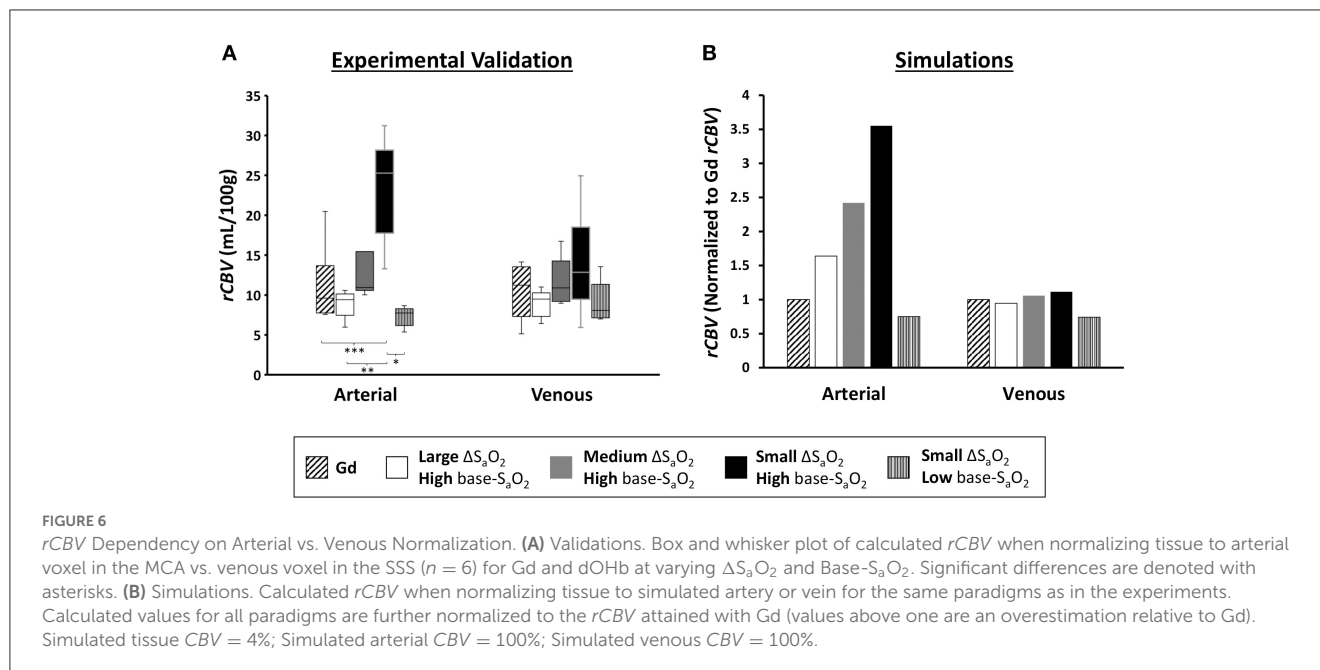 A
Experimental Validation
35
30
25
20
15
10
5
0
rCBV (mL/100g)
***
**
*
Arterial
Venous
B
Simulations
4
3.5
3
2.5
2
1.5
1
0.5
0
rCBV (Normalized to Gd rCBV)
Arterial
Venous
Gd
Large ΔSₐO₂
High base-SₐO₂
Medium ΔSₐO₂
High base-SₐO₂
Small ΔSₐO₂
High base-SₐO₂
Small ΔSₐO₂
Low base-SₐO₂
FIGURE 6
rCBV Dependency on Arterial vs. Venous Normalization. (A) Validations. Box and whisker plot of calculated rCBV when normalizing tissue to arterial
voxel in the MCA vs. venous voxel in the SSS (n = 6) for Gd and dOHb at varying ΔSₐO₂ and Base-SₐO₂. Significant differences are denoted with
asterisks. (B) Simulations. Calculated rCBV when normalizing tissue to simulated artery or vein for the same paradigms as in the experiments.
Calculated values for all paradigms are further normalized to the rCBV attained with Gd (values above one are an overestimation relative to Gd).
Simulated tissue CBV = 4%; Simulated arterial CBV = 100%; Simulated venous CBV = 100%.